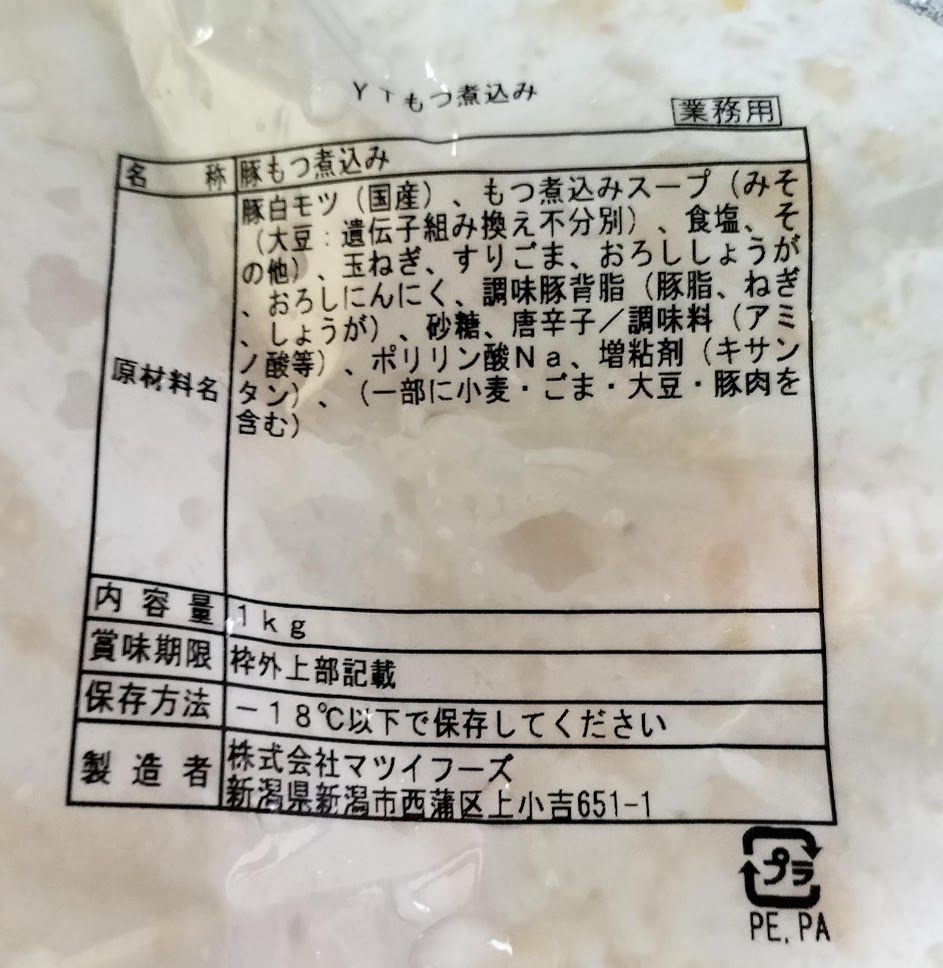 YTもつ煮込み
業務用
名称 豚もつ煮込み
原材料名 豚白モツ（国産）、もつ煮込みスープ（みそ
（大豆：遺伝子組み換え不分別）、食塩、そ
の他）、玉ねぎ、すりごま、おろししょうが
、おろしにんにく、調味豚背脂（豚脂、ねぎ
、しょうが）、砂糖、唐辛子／調味料（アミ
ノ酸等）、ポリリン酸Na、増粘剤（キサン
タン）、（一部に小麦・ごま・大豆・豚肉を
含む）
内容量 1kg
賞味期限 枠外上部記載
保存方法 －18℃以下で保存してください
製造者 株式会社マツイフーズ
新潟県新潟市西蒲区上小吉651-1
プラ
PE,PA